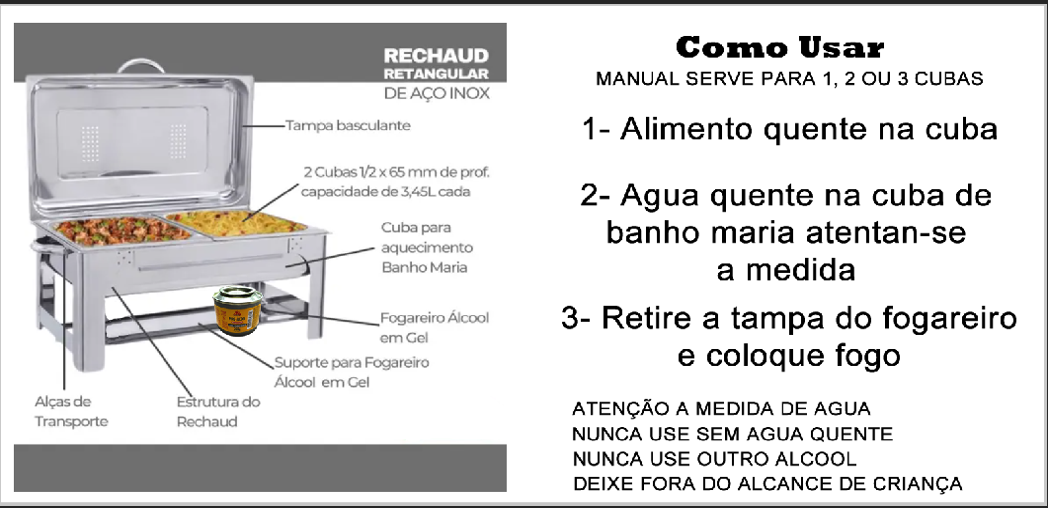 RECHAUD
RETANGULAR
DE AÇO INOX
Tampa basculante
2 Cubas 1/2 x 65 mm de prof.
capacidade de 3,45L cada
Cuba para
aquecimento
Banho Maria
Fogareiro Álcool
em Gel
Suporte para Fogareiro
Álcool em Gel
Alças de
Transporte
Estrutura do
Rechaud
Como Usar
MANUAL SERVE PARA 1, 2 OU 3 CUBAS
1- Alimento quente na cuba
2- Agua quente na cuba de
banho maria atentan-se
a medida
3- Retire a tampa do fogareiro
e coloque fogo
ATENÇÃO A MEDIDA DE AGUA
NUNCA USE SEM AGUA QUENTE
NUNCA USE OUTRO ALCOOL
DEIXE FORA DO ALCANCE DE CRIANÇA